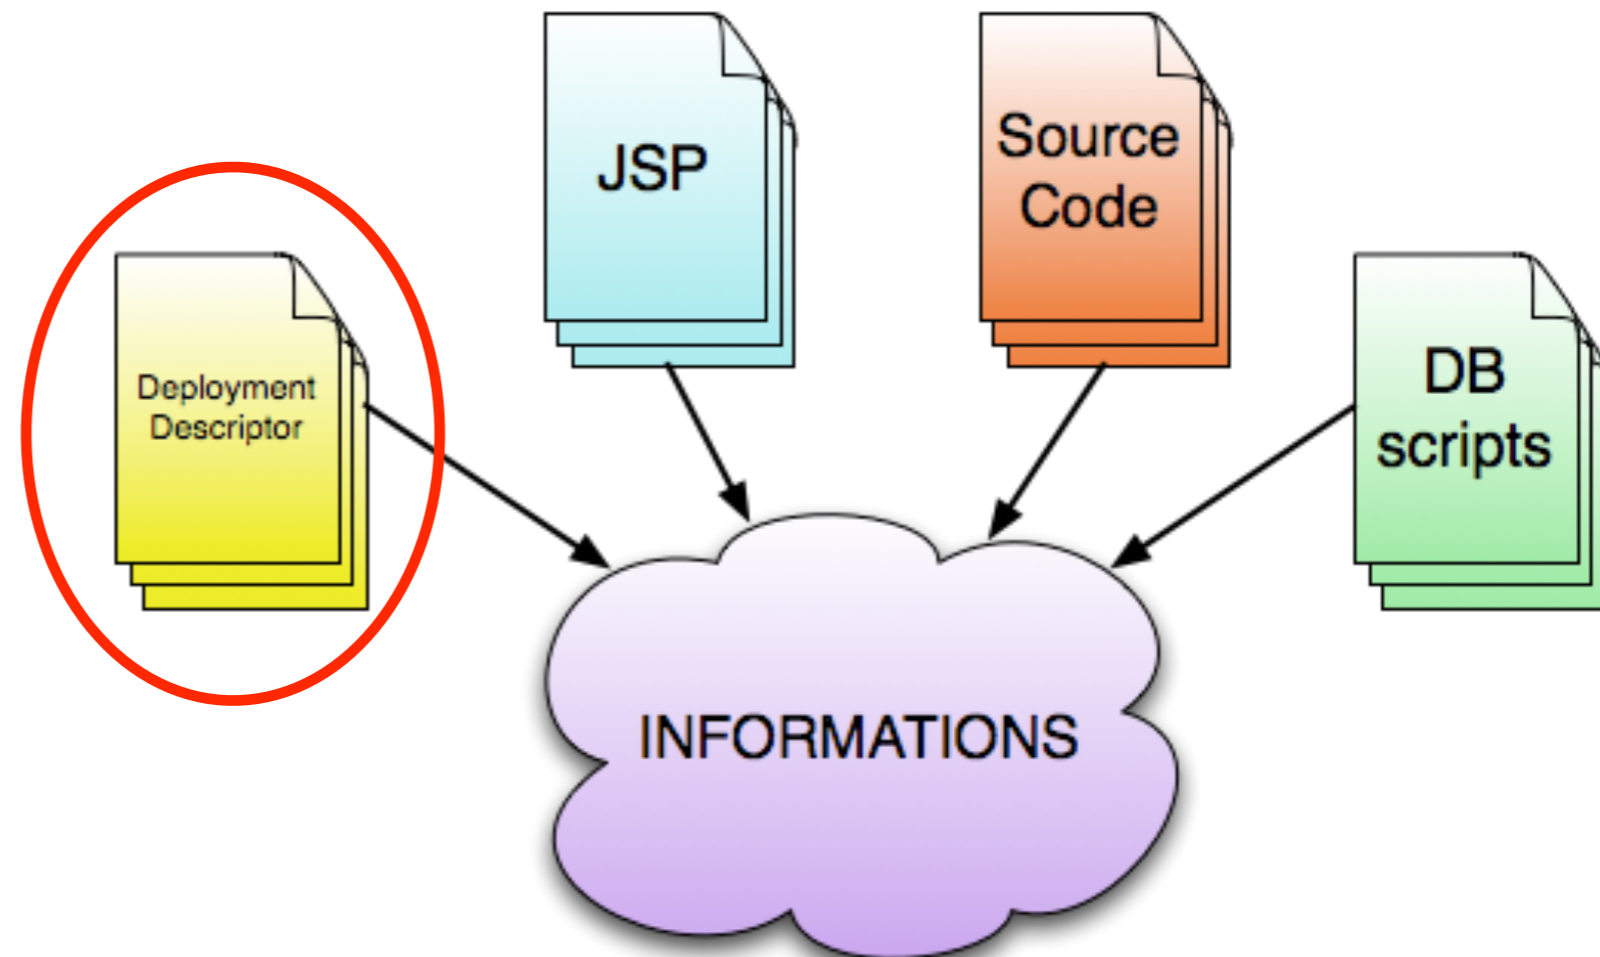 JSP
Source
Code
Deployment
Descriptor
DB
scripts
INFORMATIONS